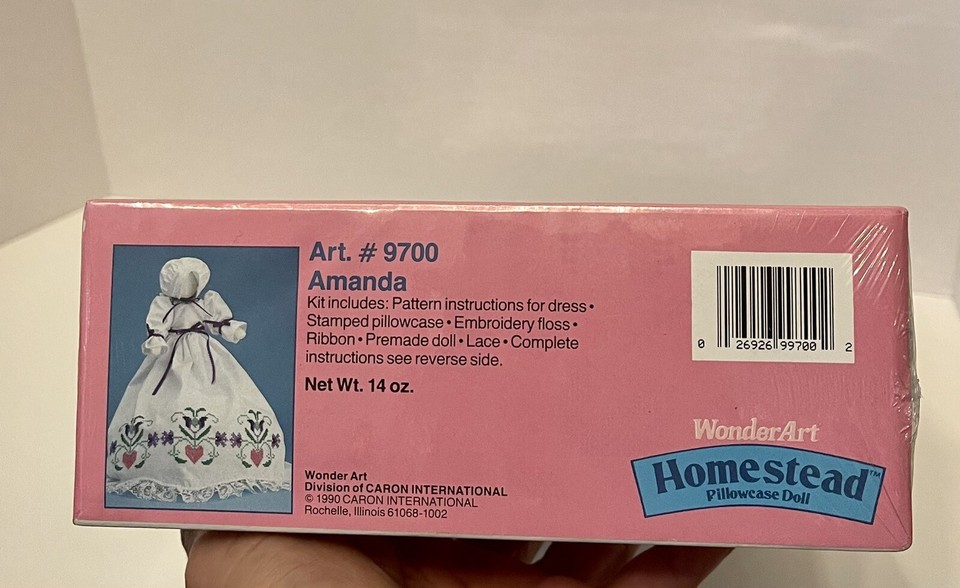 Art. # 9700
Amanda
Kit includes: Pattern instructions for dress •
Stamped pillowcase • Embroidery floss •
Ribbon • Premade doll • Lace • Complete
instructions see reverse side.
Net Wt. 14 oz.
Wonder Art
Division of CARON INTERNATIONAL
© 1990 CARON INTERNATIONAL
Rochelle, Illinois 61068-1002
0 26926 99700 2
WonderArt
Homestead™
Pillowcase Doll